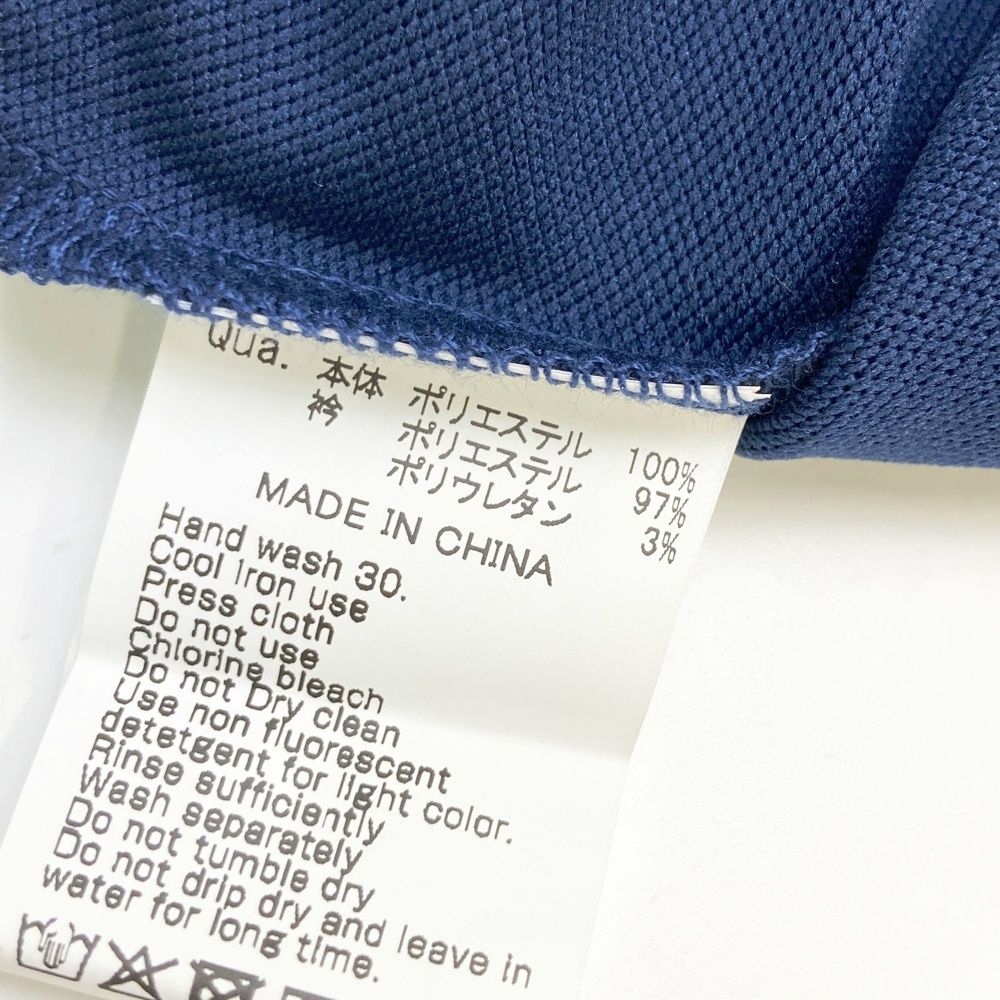 Qua. 本体 ポリエステル 100%
衿 ポリエステル 97%
ポリウレタン 3%
MADE IN CHINA
Hand wash 30.
Cool Iron use
Press cloth
Do not use
Chlorine bleach
Do not Dry clean
Use non fluorescent
detetgent for light color.
Rinse sufficiently
Wash separately
Do not tumble dry
Do not drip dry and leave in
water for long time.